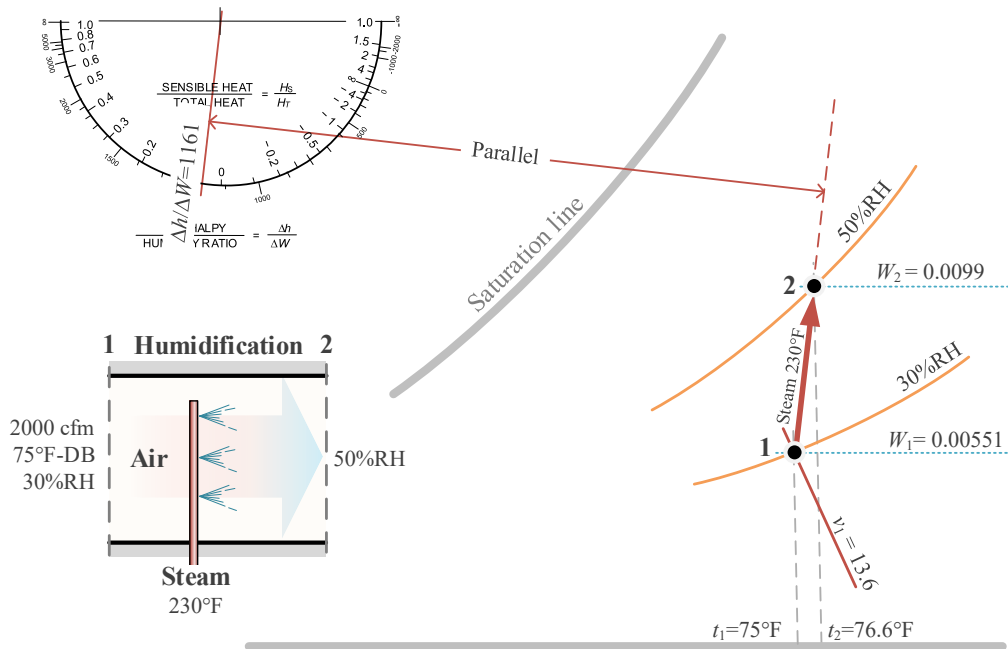 ∞ 1.0 1.0 -∞
5000 0.8 1.5 -2000
3000 0.7 2 -1000
0.6 4
0.5 -8 0
2000 0.4 -4
-2
0.3 -1 500
1500 0.2 -0.5
-0.2
0
1000
SENSIBLE HEAT / TOTAL HEAT = HS / HT
Δh/ΔW=1161
HUM
ALPY
Y RATIO = Δh / ΔW
Parallel
Saturation line
50%RH
2
W2 = 0.0099
Steam 230°F
30%RH
1
W1 = 0.00551
v1 = 13.6
t1=75°F
t2=76.6°F
1 Humidification 2
2000 cfm
75°F-DB
30%RH
Air
50%RH
Steam
230°F